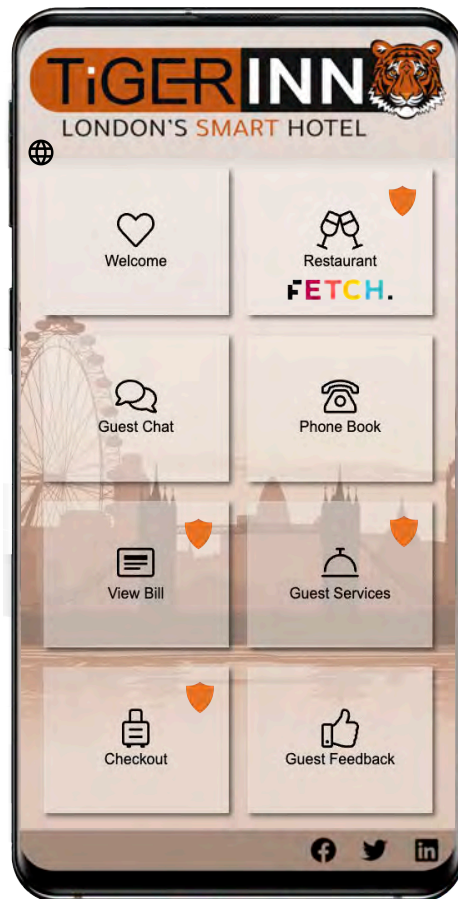 TiGER INN
LONDON'S SMART HOTEL
Welcome
Restaurant
FETCH.
Guest Chat
Phone Book
View Bill
Guest Services
Checkout
Guest Feedback
in